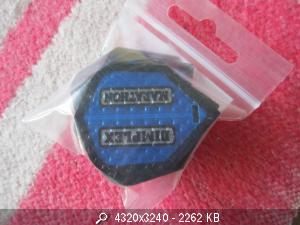 DIMPLEX
MARATHON
4320x3240 - 2262 KB